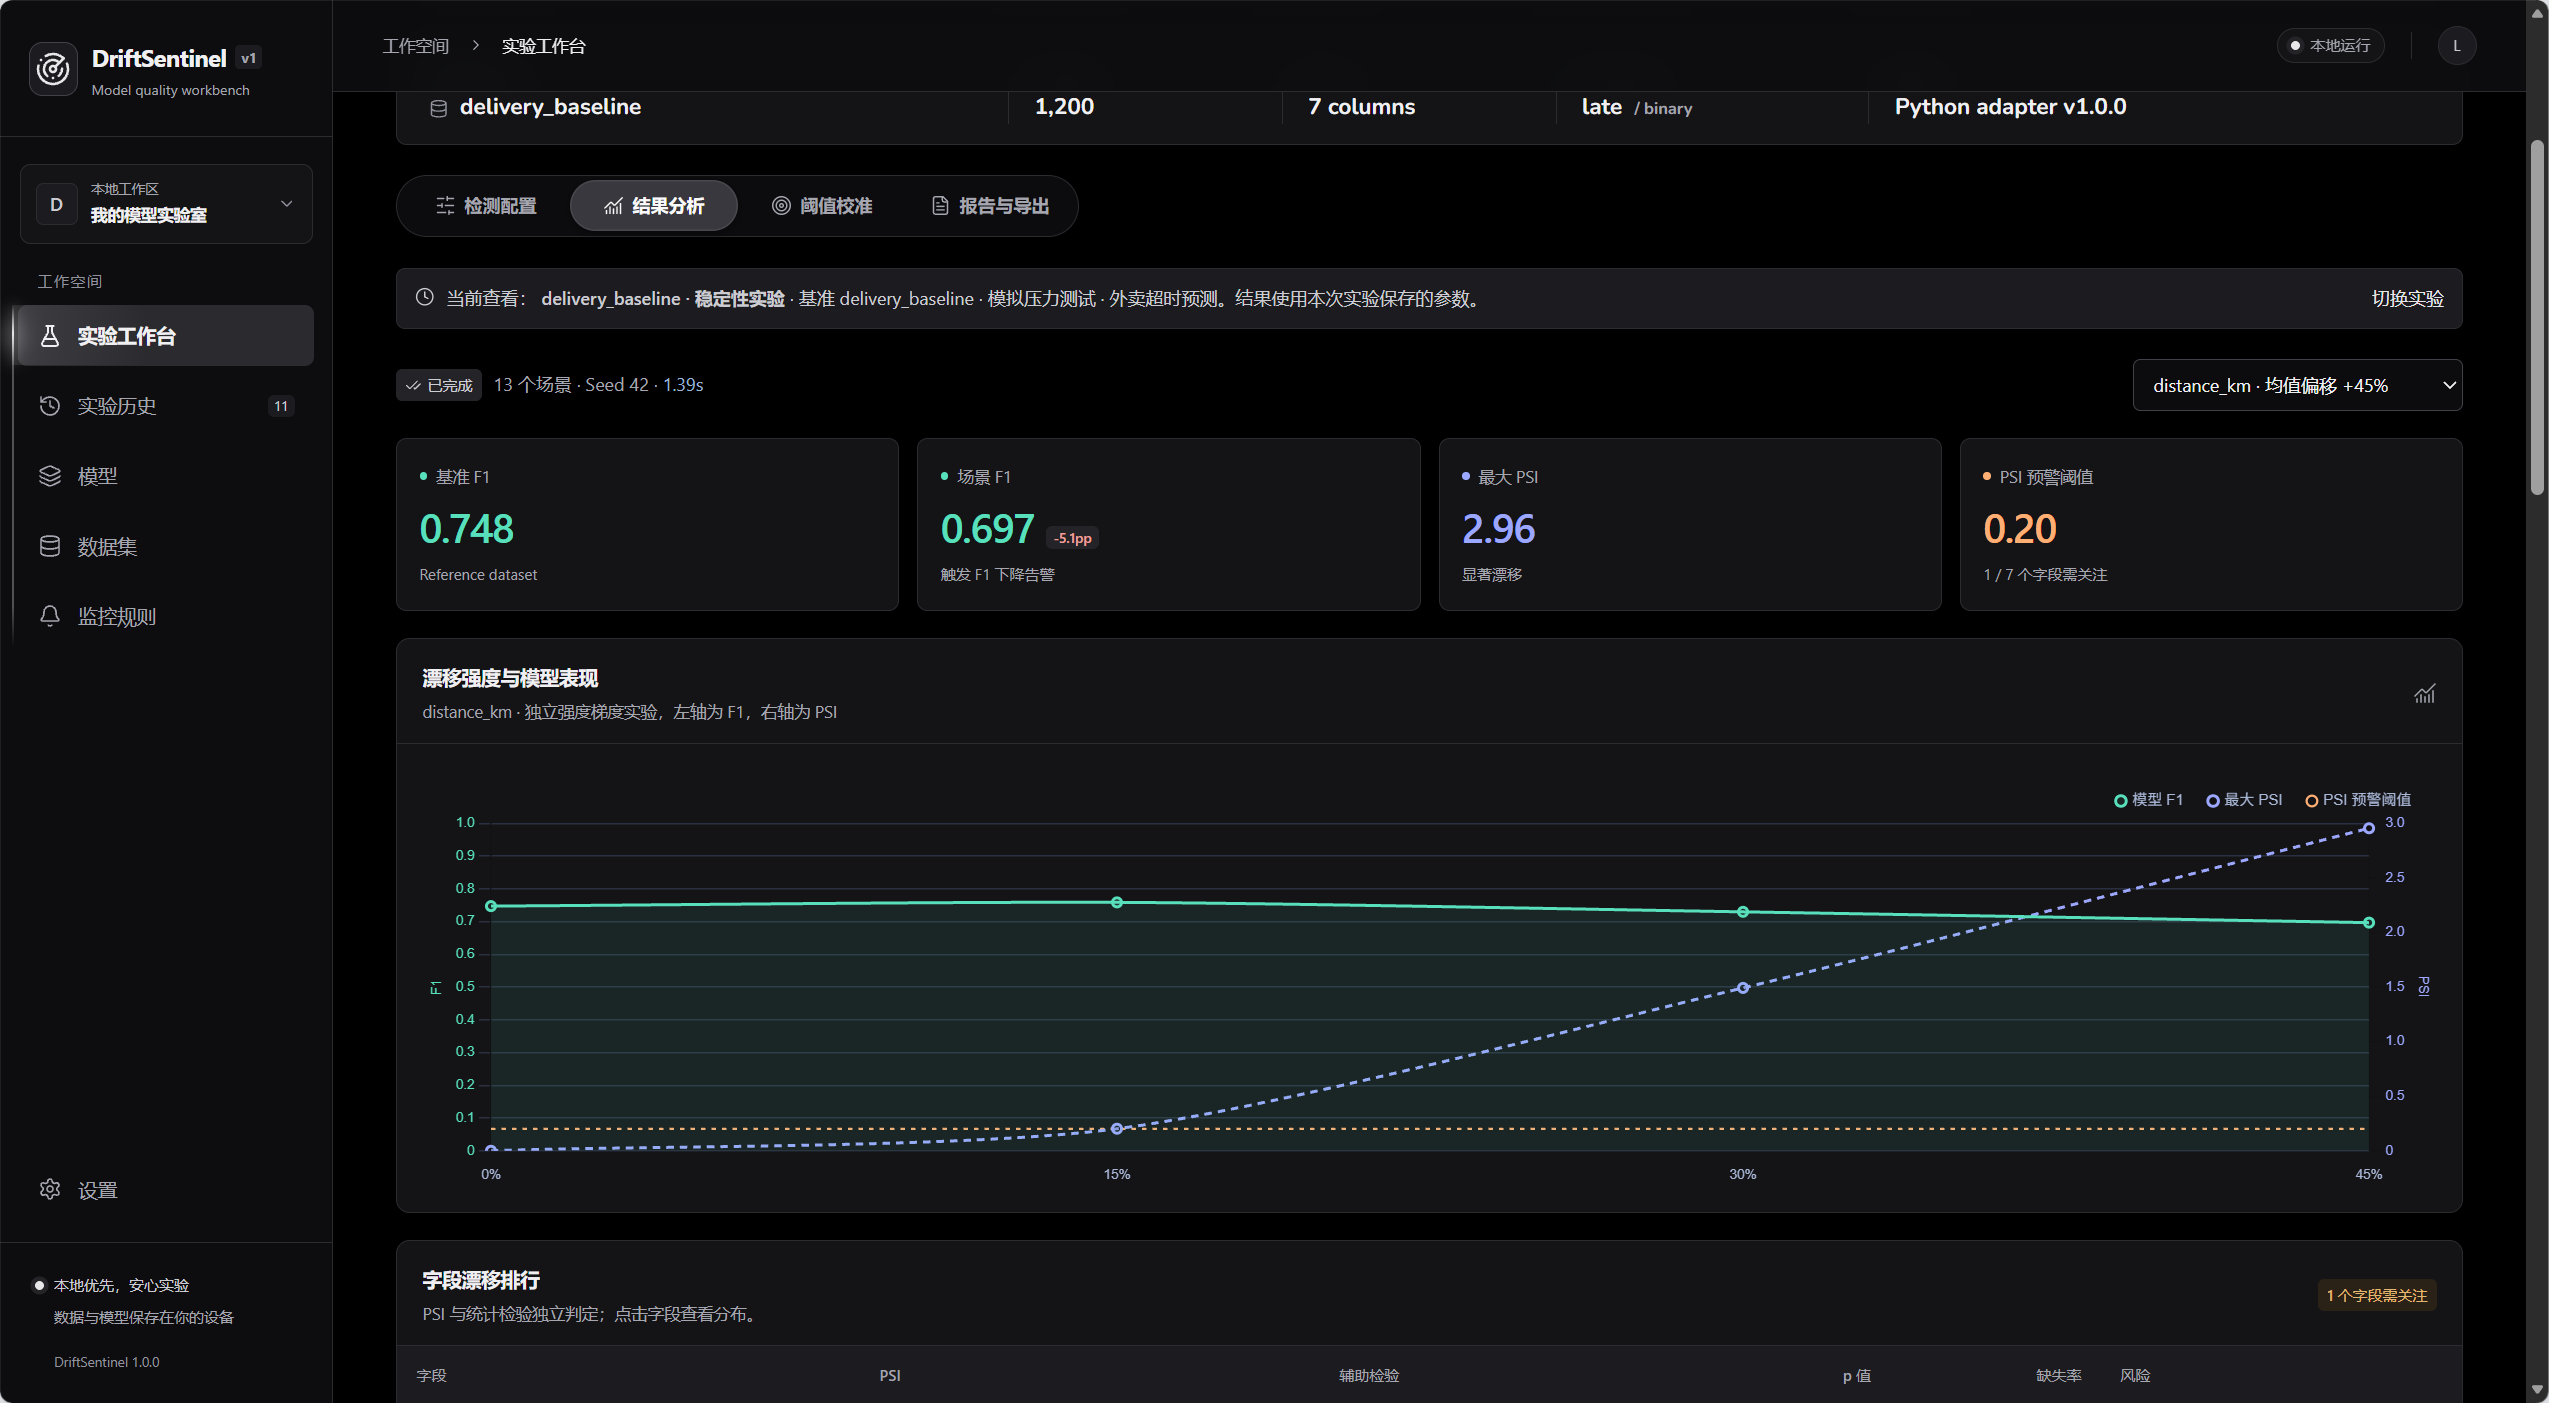 DriftSentinel v1
Model quality workbench
D
本地工作区
我的模型实验室
工作空间
实验工作台
实验历史 11
模型
数据集
监控规则
设置
本地优先，安心实验
数据与模型保存在你的设备
DriftSentinel 1.0.0
工作空间 > 实验工作台
本地运行
L
delivery_baseline
1,200
7 columns
late / binary
Python adapter v1.0.0
检测配置
结果分析
阈值校准
报告与导出
当前查看： delivery_baseline · 稳定性实验 · 基准 delivery_baseline · 模拟压力测试 · 外卖超时预测。结果使用本次实验保存的参数。
切换实验
已完成 13 个场景 · Seed 42 · 1.39s
distance_km · 均值偏移 +45%
基准 F1
0.748
Reference dataset
场景 F1
0.697 -5.1pp
触发 F1 下降告警
最大 PSI
2.96
显著漂移
PSI 预警阈值
0.20
1 / 7 个字段需关注
漂移强度与模型表现
distance_km · 独立强度梯度实验，左轴为 F1，右轴为 PSI
模型 F1 最大 PSI PSI 预警阈值
1.0
0.9
0.8
0.7
0.6
0.5
0.4
0.3
0.2
0.1
0
F1
3.0
2.5
2.0
1.5
1.0
0.5
0
PSI
0% 15% 30% 45%
字段漂移排行
PSI 与统计检验独立判定；点击字段查看分布。
1 个字段需关注
字段 PSI 辅助检验 p 值 缺失率 风险